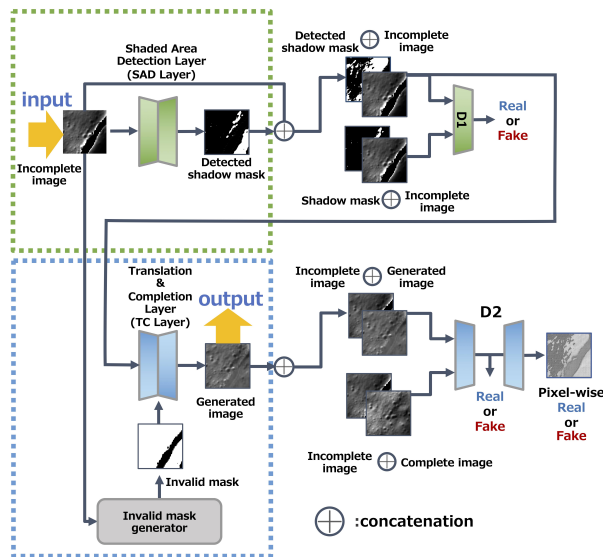 Shaded Area
Detection Layer
(SAD Layer)
input
Incomplete
image
Detected
shadow mask
Detected
shadow mask
Incomplete
image
D1
Real
or
Fake
Shadow mask
Incomplete
image
Translation
&
Completion
Layer
(TC Layer)
output
Generated
image
Invalid mask
Invalid mask
generator
Incomplete
image
Generated
image
D2
Real
or
Fake
Pixel-wise
Real
or
Fake
Incomplete
image
Complete image
:concatenation